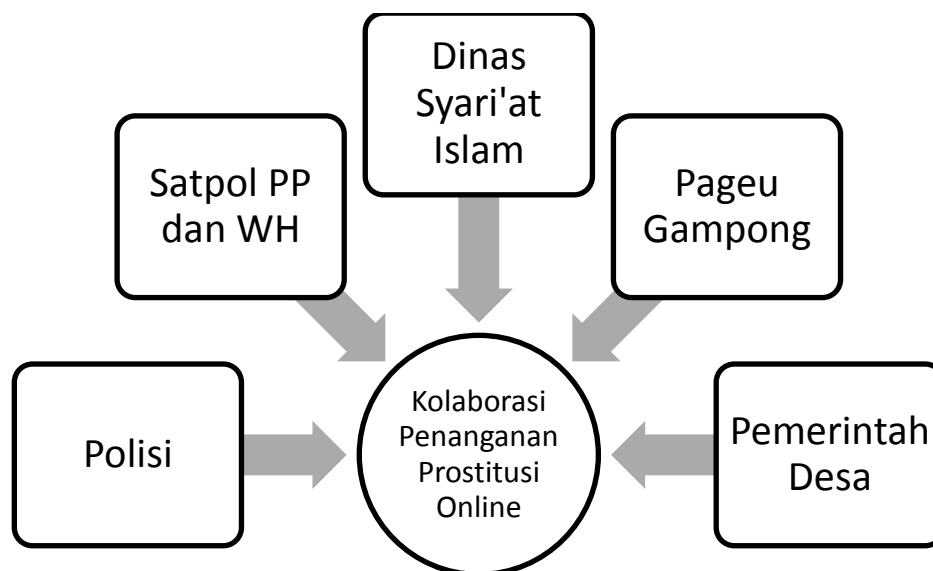 Dinas
Syari'at
Islam
Satpol PP
dan WH
Pageu
Gampong
Polisi
Kolaborasi
Penanganan
Prostitusi
Online
Pemerintah
Desa